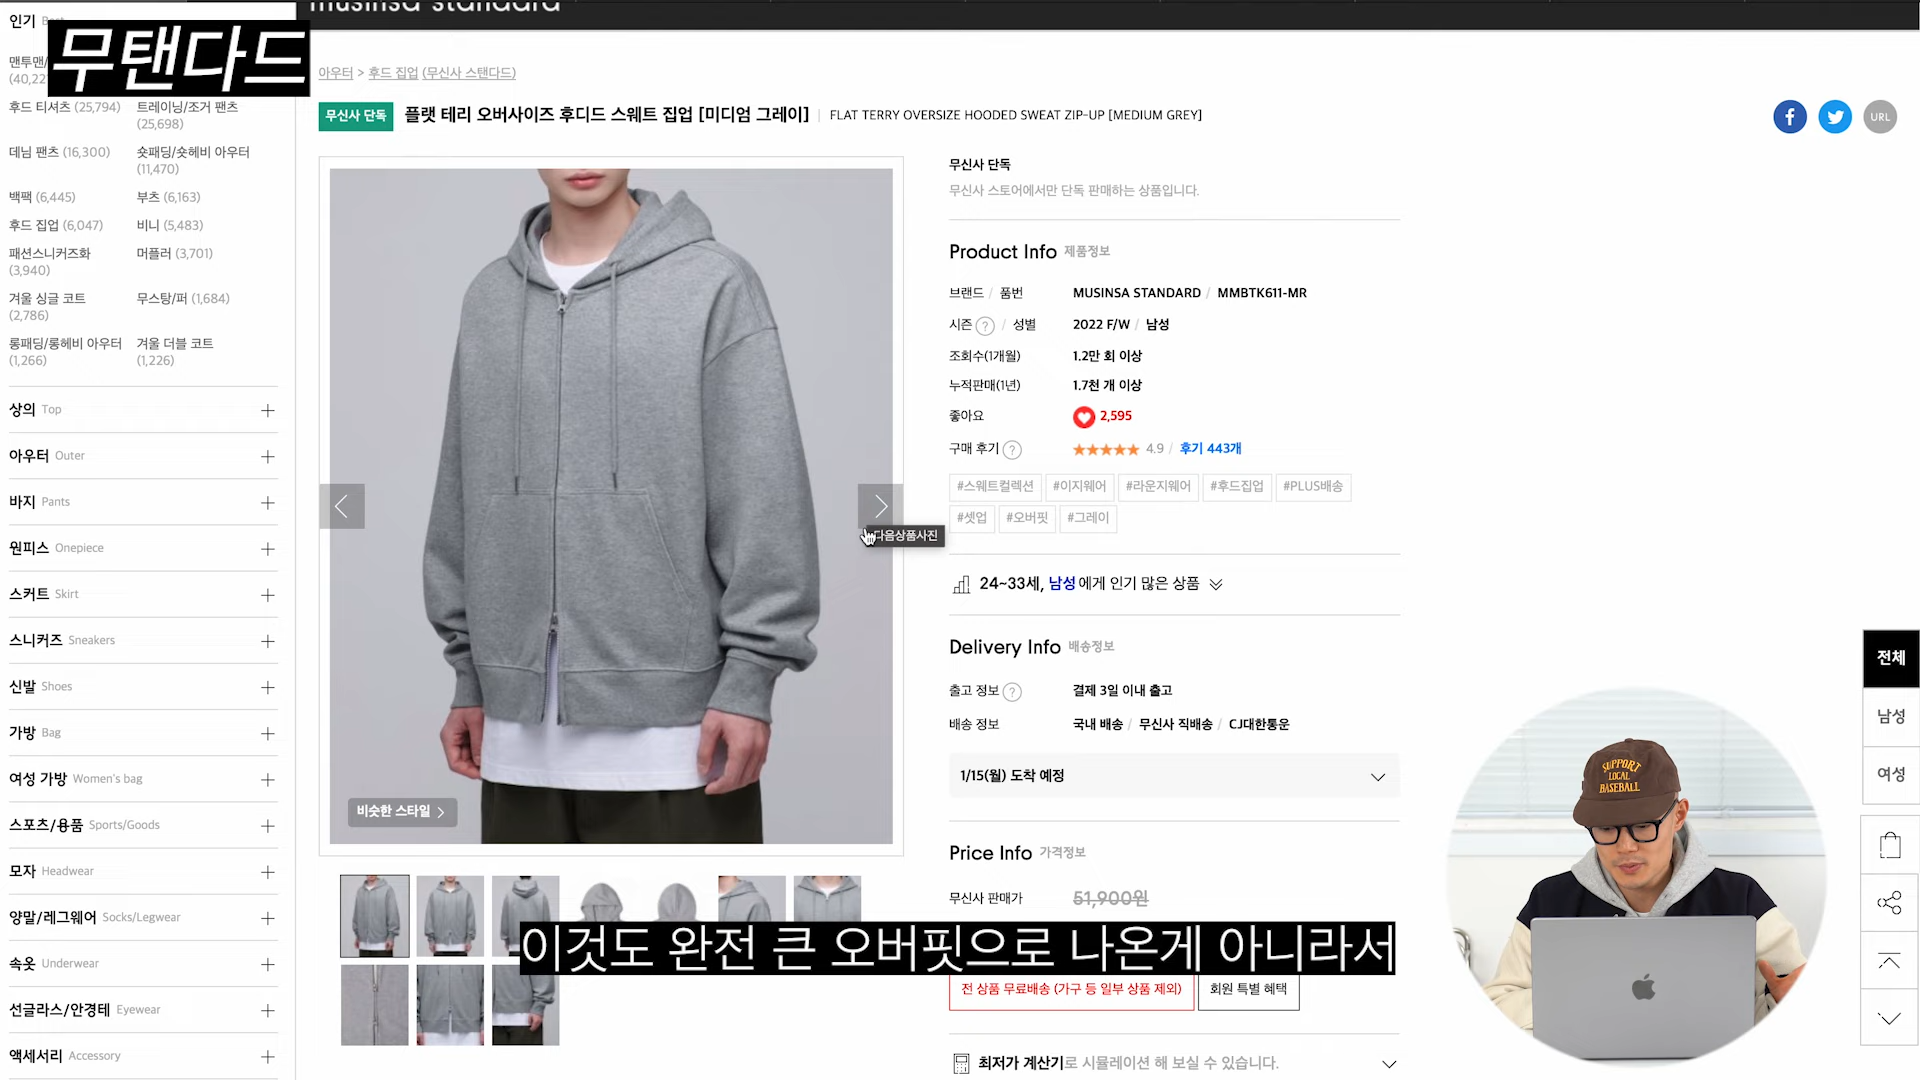 musinsa standard
인기
무탠다드
맨투맨/
(40,22
후드 티셔츠 (25,794)
트레이닝/조거 팬츠
(25,698)
데님 팬츠 (16,300)
숏패딩/숏헤비 아우터
(11,470)
백팩 (6,445)
부츠 (6,163)
후드 집업 (6,047)
비니 (5,483)
패션스니커즈화
(3,940)
머플러 (3,701)
겨울 싱글 코트
(2,786)
무스탕/퍼 (1,684)
롱패딩/롱헤비 아우터
(1,266)
겨울 더블 코트
(1,226)
상의 Top
아우터 Outer
바지 Pants
원피스 Onepiece
스커트 Skirt
스니커즈 Sneakers
신발 Shoes
가방 Bag
여성 가방 Women's bag
스포츠/용품 Sports/Goods
모자 Headwear
양말/레그웨어 Socks/Legwear
속옷 Underwear
선글라스/안경테 Eyewear
액세서리 Accessory
아우터 > 후드 집업 (무신사 스탠다드)
무신사 단독 플랫 테리 오버사이즈 후디드 스웨트 집업 [미디엄 그레이] FLAT TERRY OVERSIZE HOODED SWEAT ZIP-UP [MEDIUM GREY]
URL
다음상품사진
비슷한 스타일
무신사 단독
무신사 스토어에서만 단독 판매하는 상품입니다.
Product Info 제품정보
브랜드 / 품번 MUSINSA STANDARD / MMBTK611-MR
시즌 ? / 성별 2022 F/W / 남성
조회수(1개월) 1.2만 회 이상
누적판매(1년) 1.7천 개 이상
좋아요 2,595
구매 후기 ? ★★★★★ 4.9 / 후기 443개
#스웨트컬렉션 #이지웨어 #라운지웨어 #후드집업 #PLUS배송
#셋업 #오버핏 #그레이
24~33세, 남성에게 인기 많은 상품
Delivery Info 배송정보
출고 정보 ? 결제 3일 이내 출고
배송 정보 국내 배송 / 무신사 직배송 / CJ대한통운
1/15(월) 도착 예정
Price Info 가격정보
무신사 판매가 51,900원
이것도 완전 큰 오버핏으로 나온게 아니라서
전 상품 무료배송 (가구 등 일부 상품 제외) 회원 특별 혜택
최저가 계산기로 시뮬레이션 해 보실 수 있습니다.
전체
남성
여성
SUPPORT
LOCAL
BASEBALL